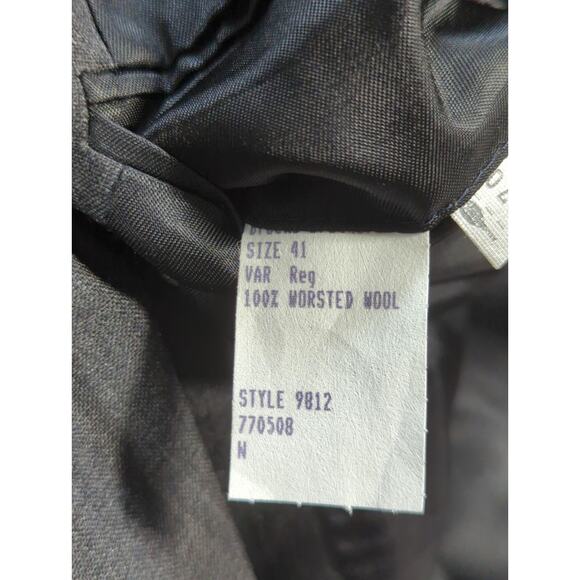 SIZE 41
VAR Reg
100% WORSTED WOOL
STYLE 9812
770508
N